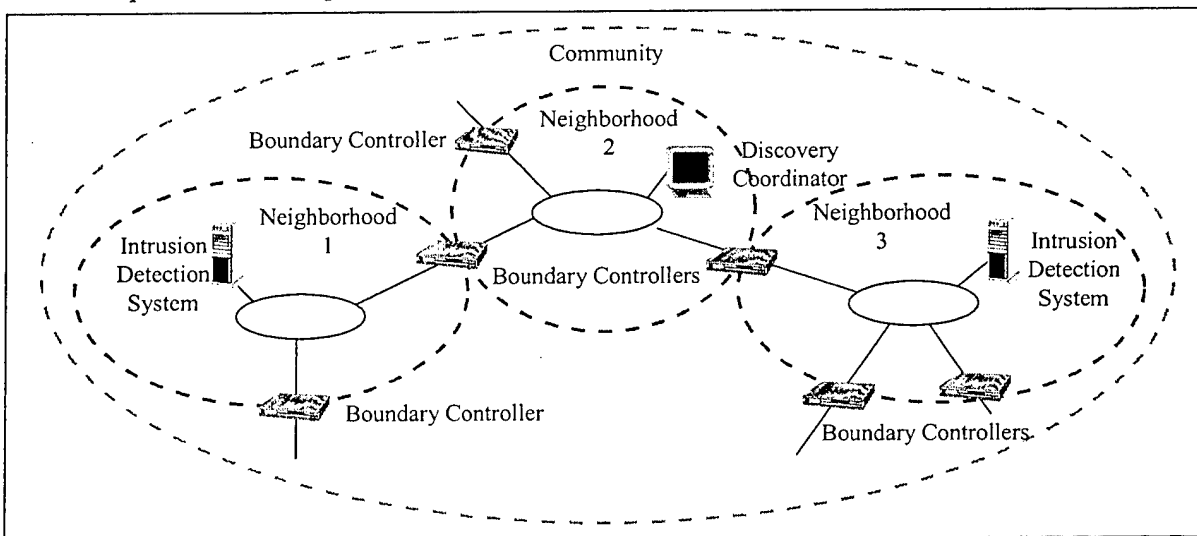 Community
Neighborhood
2
Boundary Controller
Discovery
Coordinator
Neighborhood
1
Neighborhood
3
Intrusion
Detection
System
Intrusion
Detection
System
Boundary Controllers
Boundary Controller
Boundary Controllers